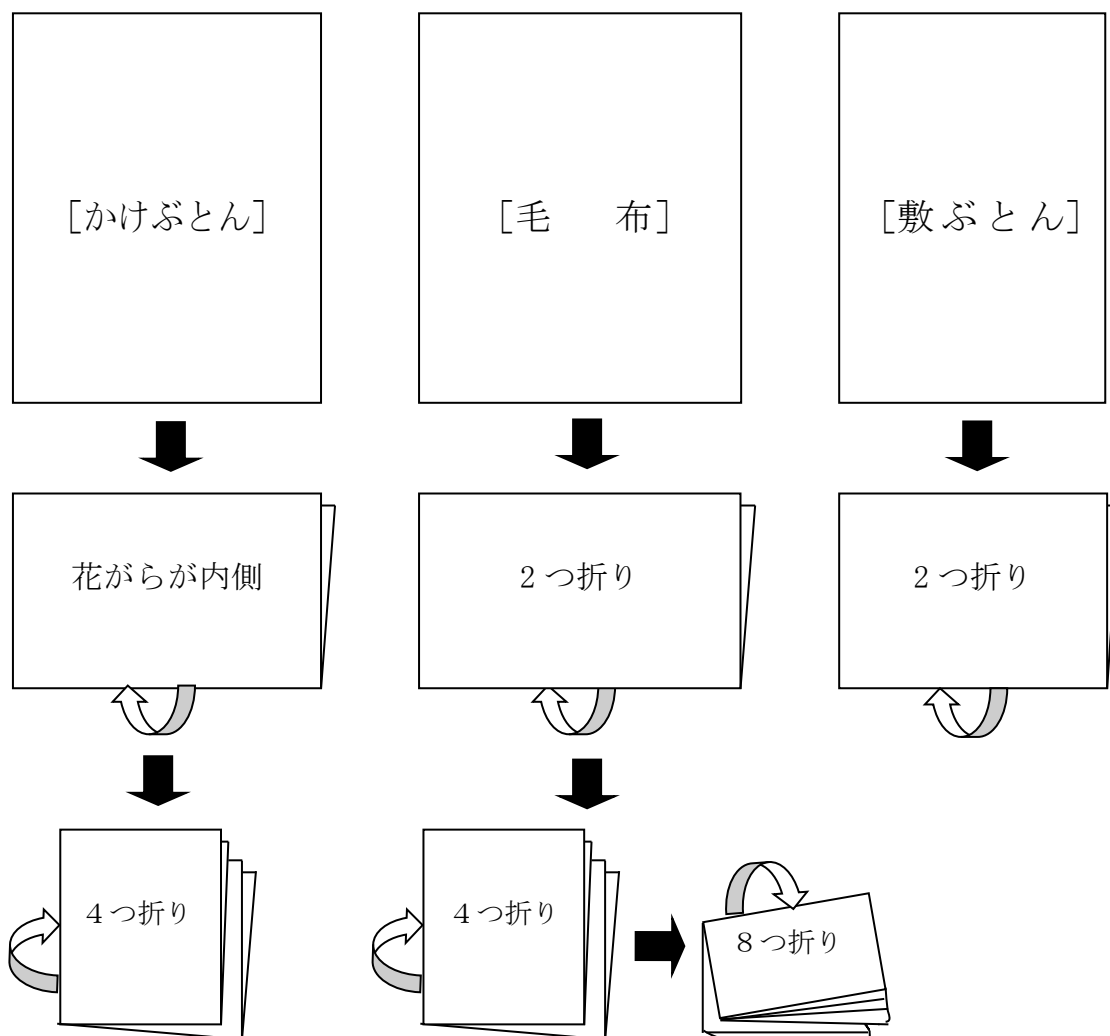 ［かけぶとん］
［毛　　布］
［敷 ぶ と ん］
花がらが内側
２つ折り
２つ折り
４つ折り
４つ折り
８つ折り